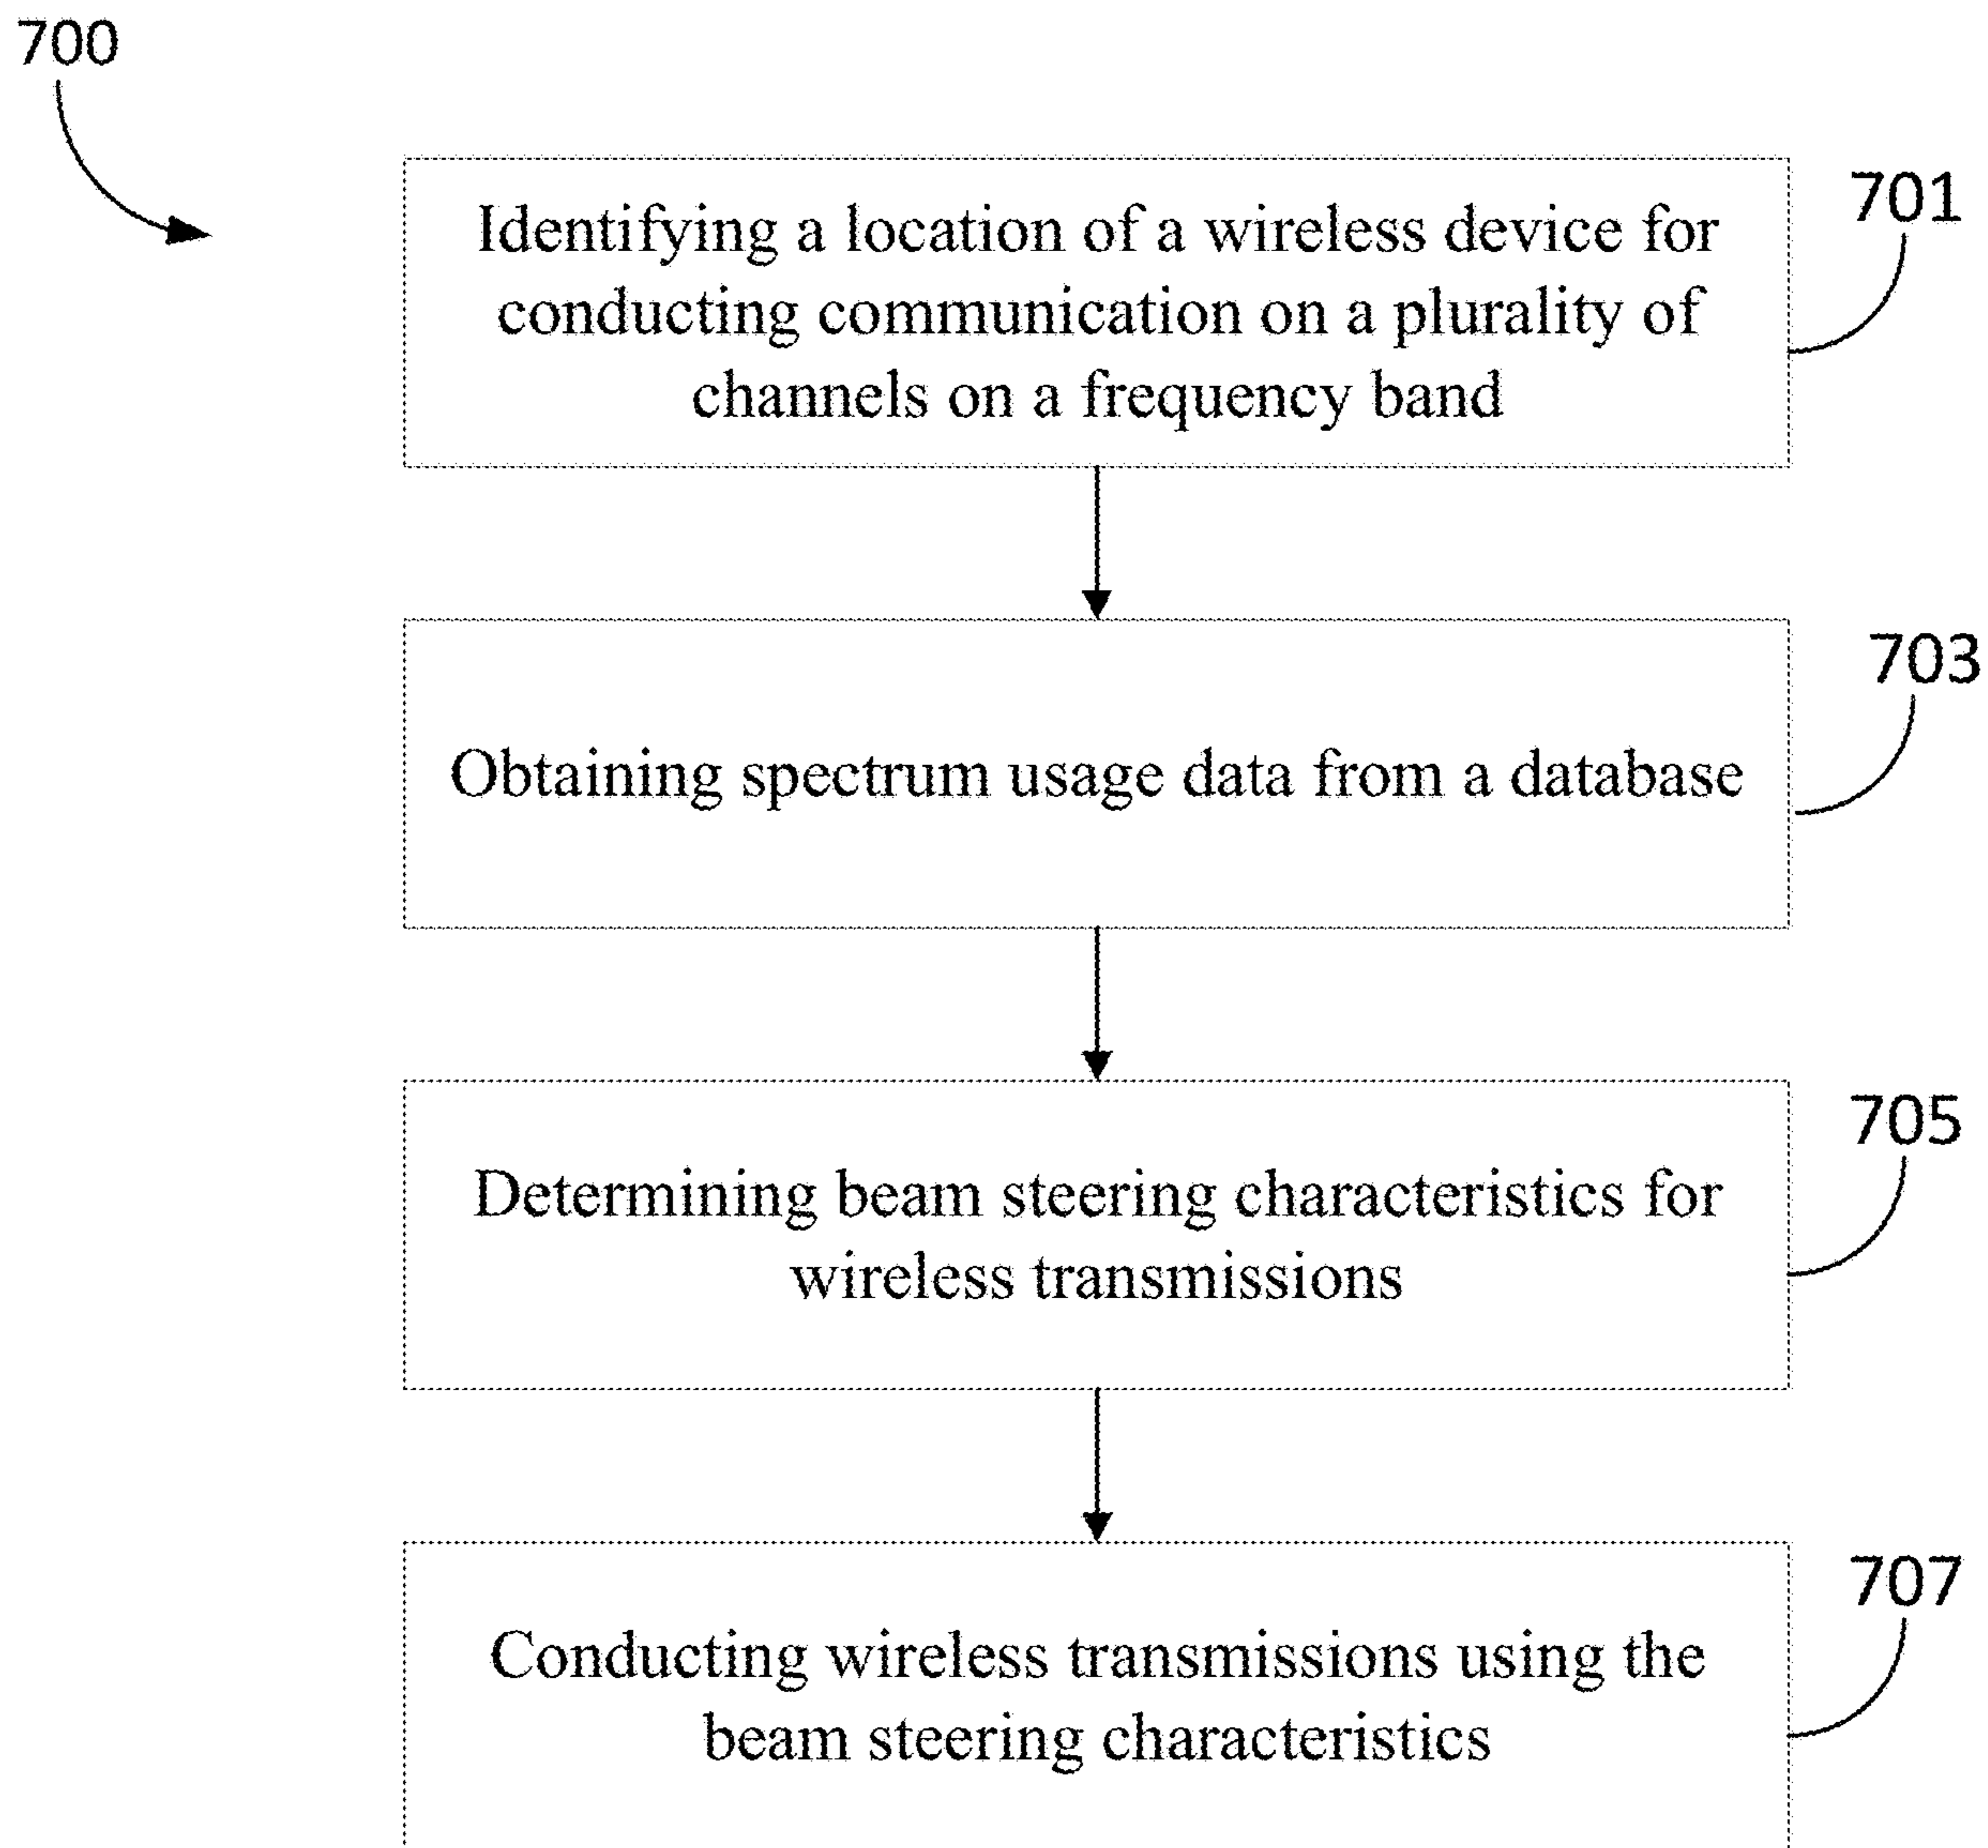 700
701
Identifying a location of a wireless device for
conducting communication on a plurality of
channels on a frequency band
703
Obtaining spectrum usage data from a database
705
Determining beam steering characteristics for
wireless transmissions
707
Conducting wireless transmissions using the
beam steering characteristics